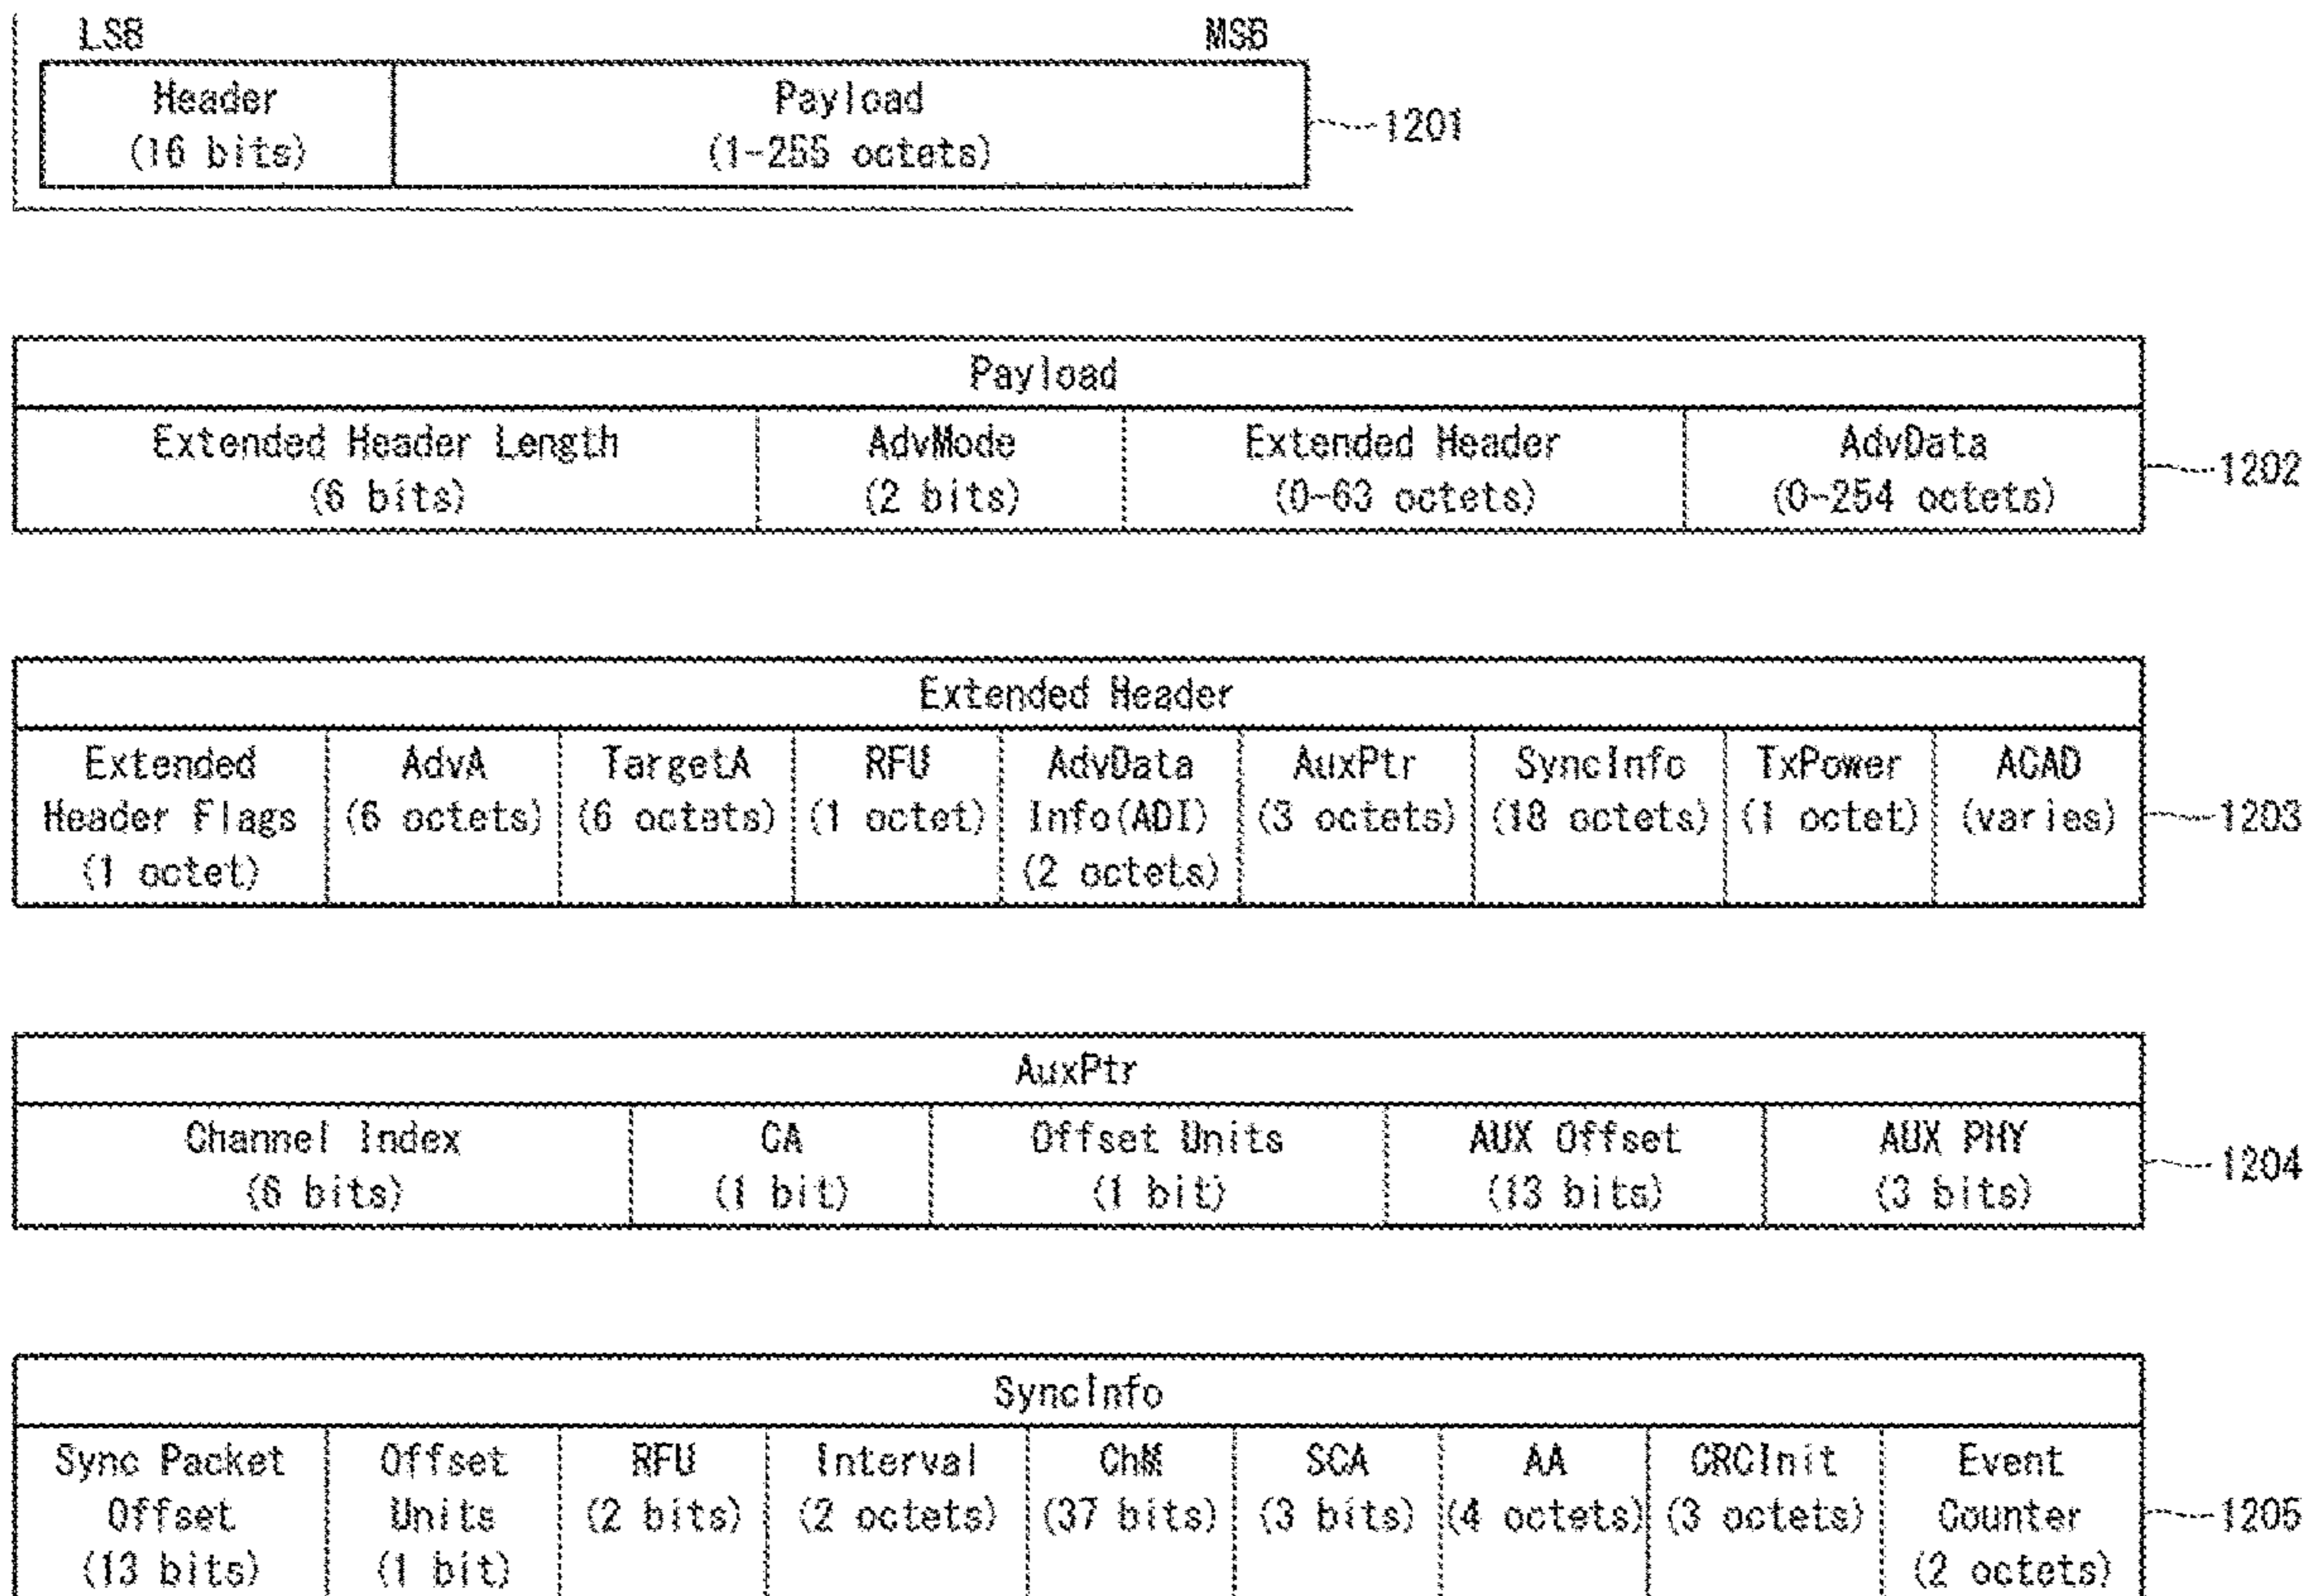 LSB MSB
Header Payload
(16 bits) (1-255 octets)
1201
Payload
Extended Header Length AdvMode Extended Header AdvData
(6 bits) (2 bits) (0-63 octets) (0-254 octets)
1202
Extended Header
Extended AdvA TargetA RFU AdvData AuxPtr SyncInfo TxPower ACAD
Header Flags (6 octets) (6 octets) (1 octet) Info(ADI) (3 octets) (18 octets) (1 octet) (varies)
(1 octet) (2 octets)
1203
AuxPtr
Channel Index CA Offset Units AUX Offset AUX PHY
(6 bits) (1 bit) (1 bit) (13 bits) (3 bits)
1204
SyncInfo
Sync Packet Offset RFU Interval ChM SCA AA CRCInit Event
Offset Units (2 bits) (2 octets) (37 bits) (3 bits) (4 octets) (3 octets) Counter
(13 bits) (1 bit) (2 octets)
1205